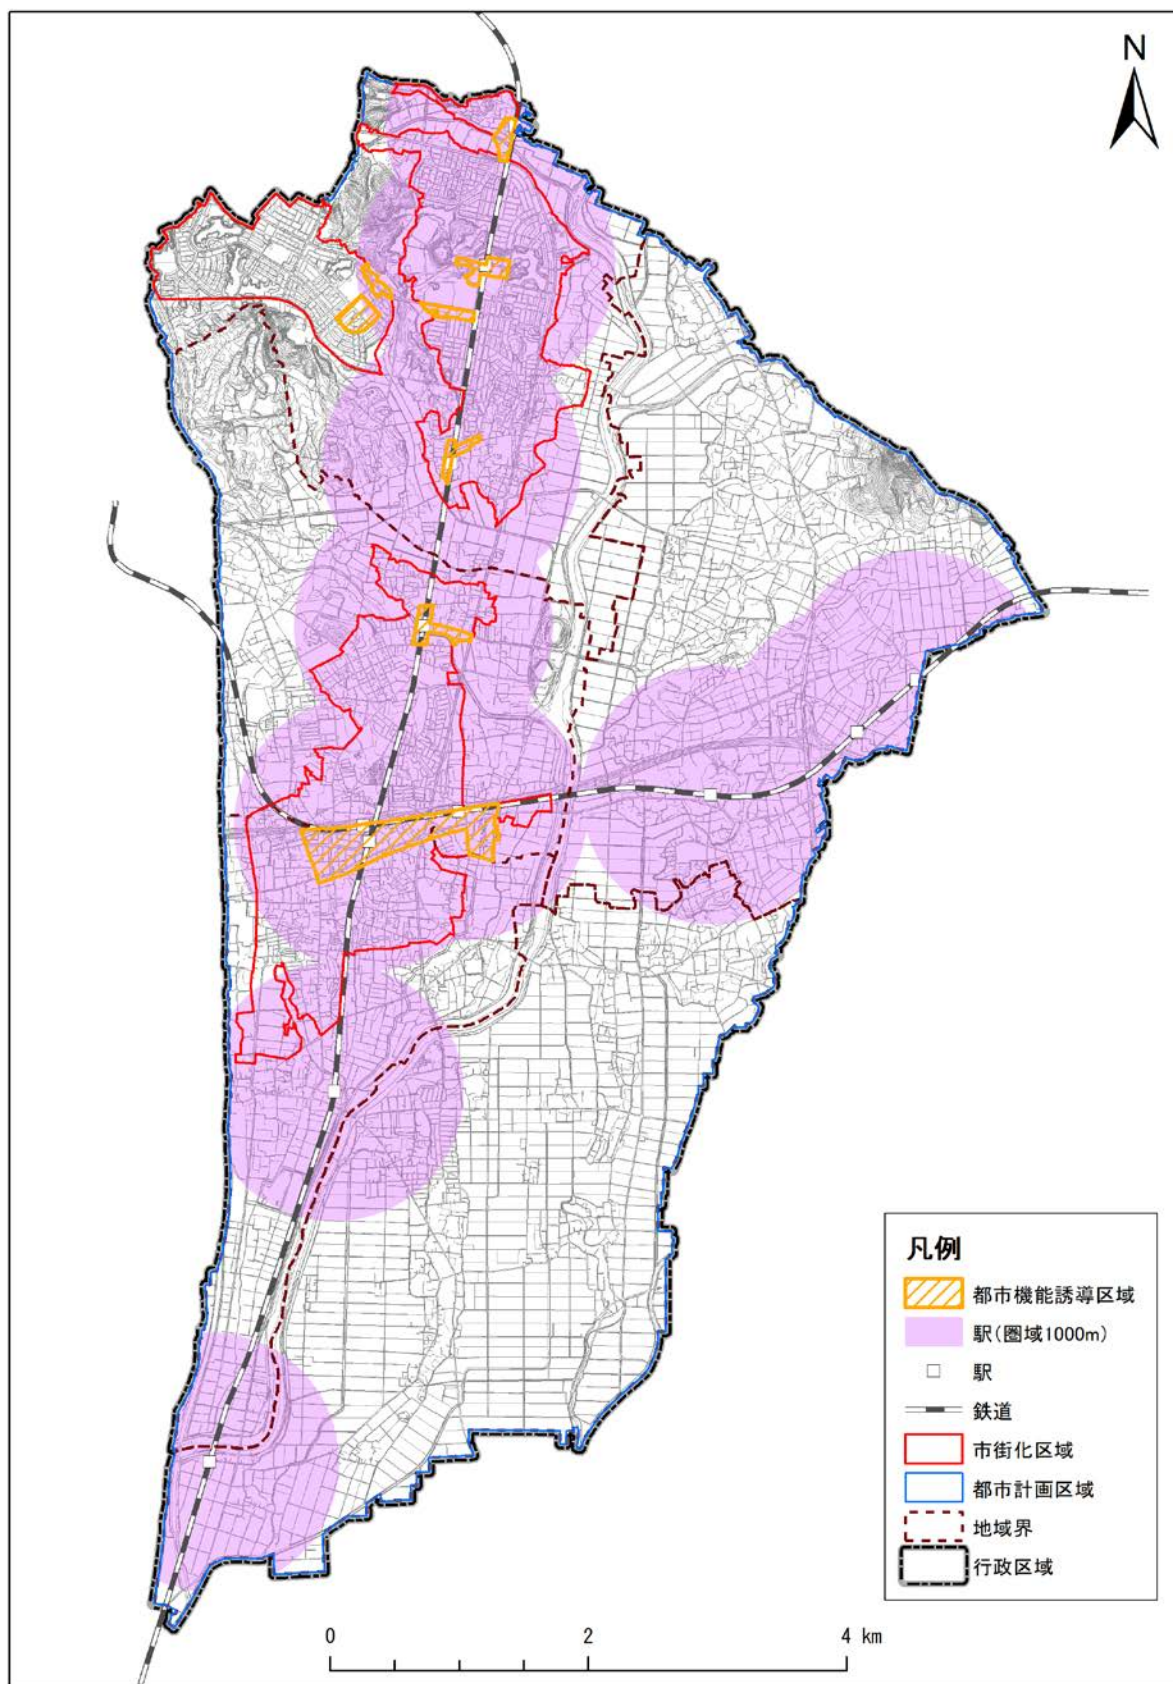 N
凡例
都市機能誘導区域
駅(圏域1000m)
駅
鉄道
市街化区域
都市計画区域
地域界
行政区域
0 2 4 km